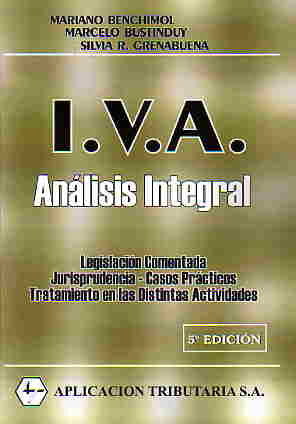 MARIANO BENCHIMOL
MARCELO BUSTINDUY
SILVIA R. GRENABUENA
I.V.A.
Análisis Integral
Legislación Comentada
Jurisprudencia - Casos Prácticos
Tratamiento en las Distintas Actividades
5º EDICIÓN
APLICACION TRIBUTARIA S.A.